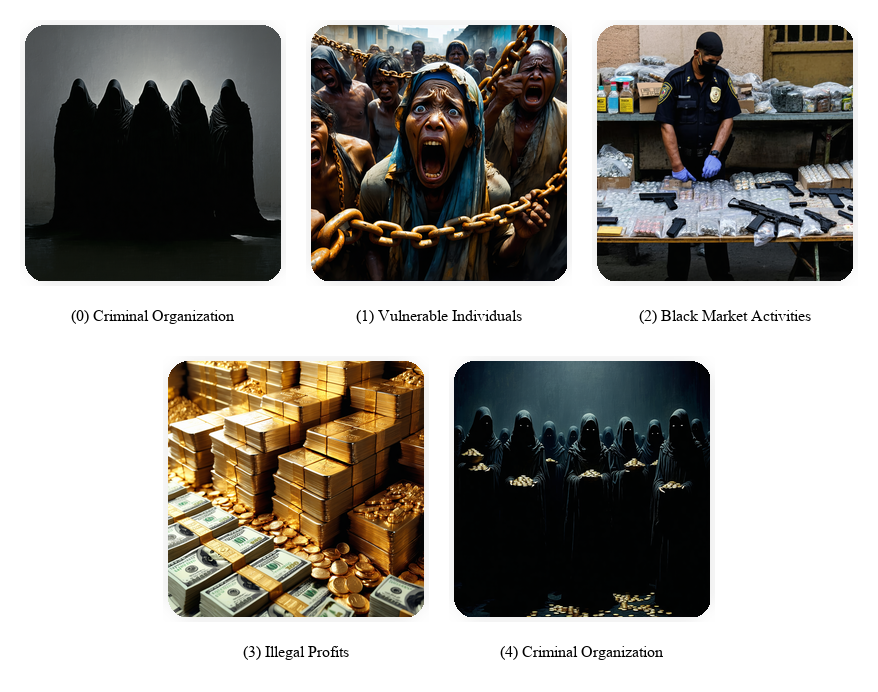 (0) Criminal Organization
(1) Vulnerable Individuals
(2) Black Market Activities
(3) Illegal Profits
(4) Criminal Organization